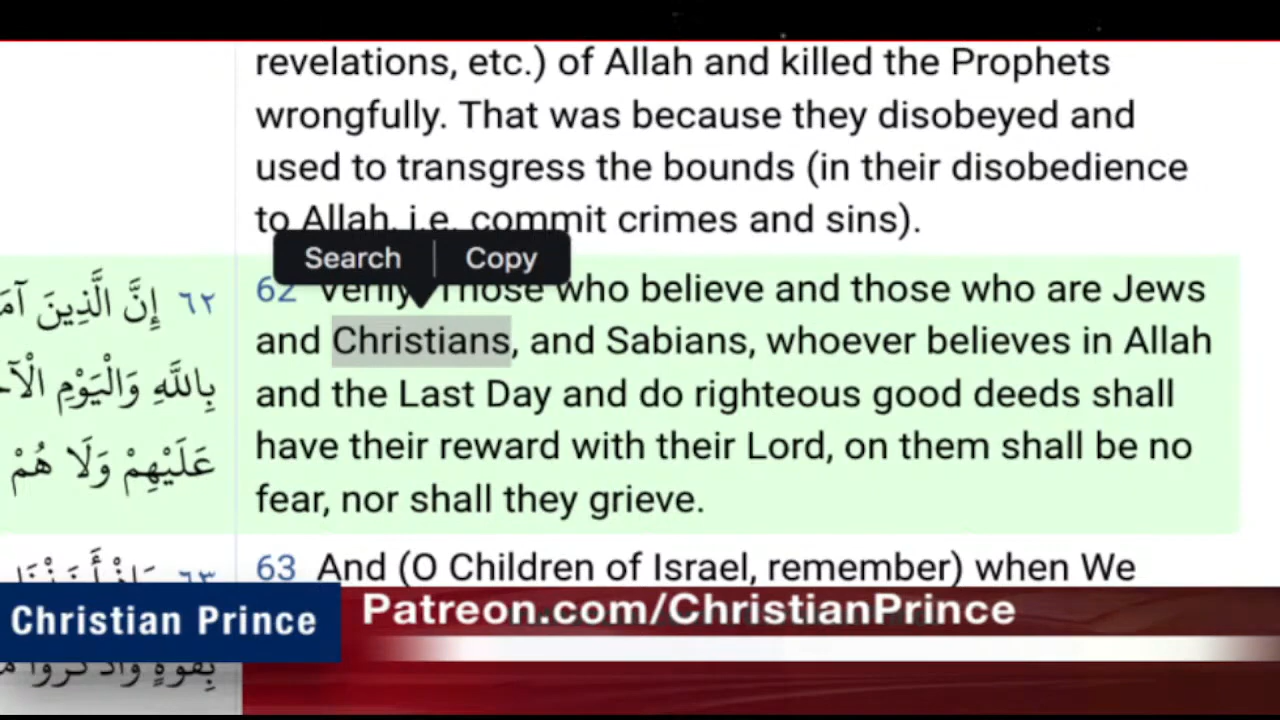 revelations, etc.) of Allah and killed the Prophets
wrongfully. That was because they disobeyed and
used to transgress the bounds (in their disobedience
to Allah, i.e. commit crimes and sins).
Search
Copy
62 Verily! Those who believe and those who are Jews
and Christians, and Sabians, whoever believes in Allah
and the Last Day and do righteous good deeds shall
have their reward with their Lord, on them shall be no
fear, nor shall they grieve.
٦٢ إِنَّ الَّذِينَ
بِاللَّهِ وَالْيَوْمِ
عَلَيْهِمْ وَلَا هُمْ
63 And (O Children of Israel, remember) when We
٦٣
Christian Prince
Patreon.com/ChristianPrince